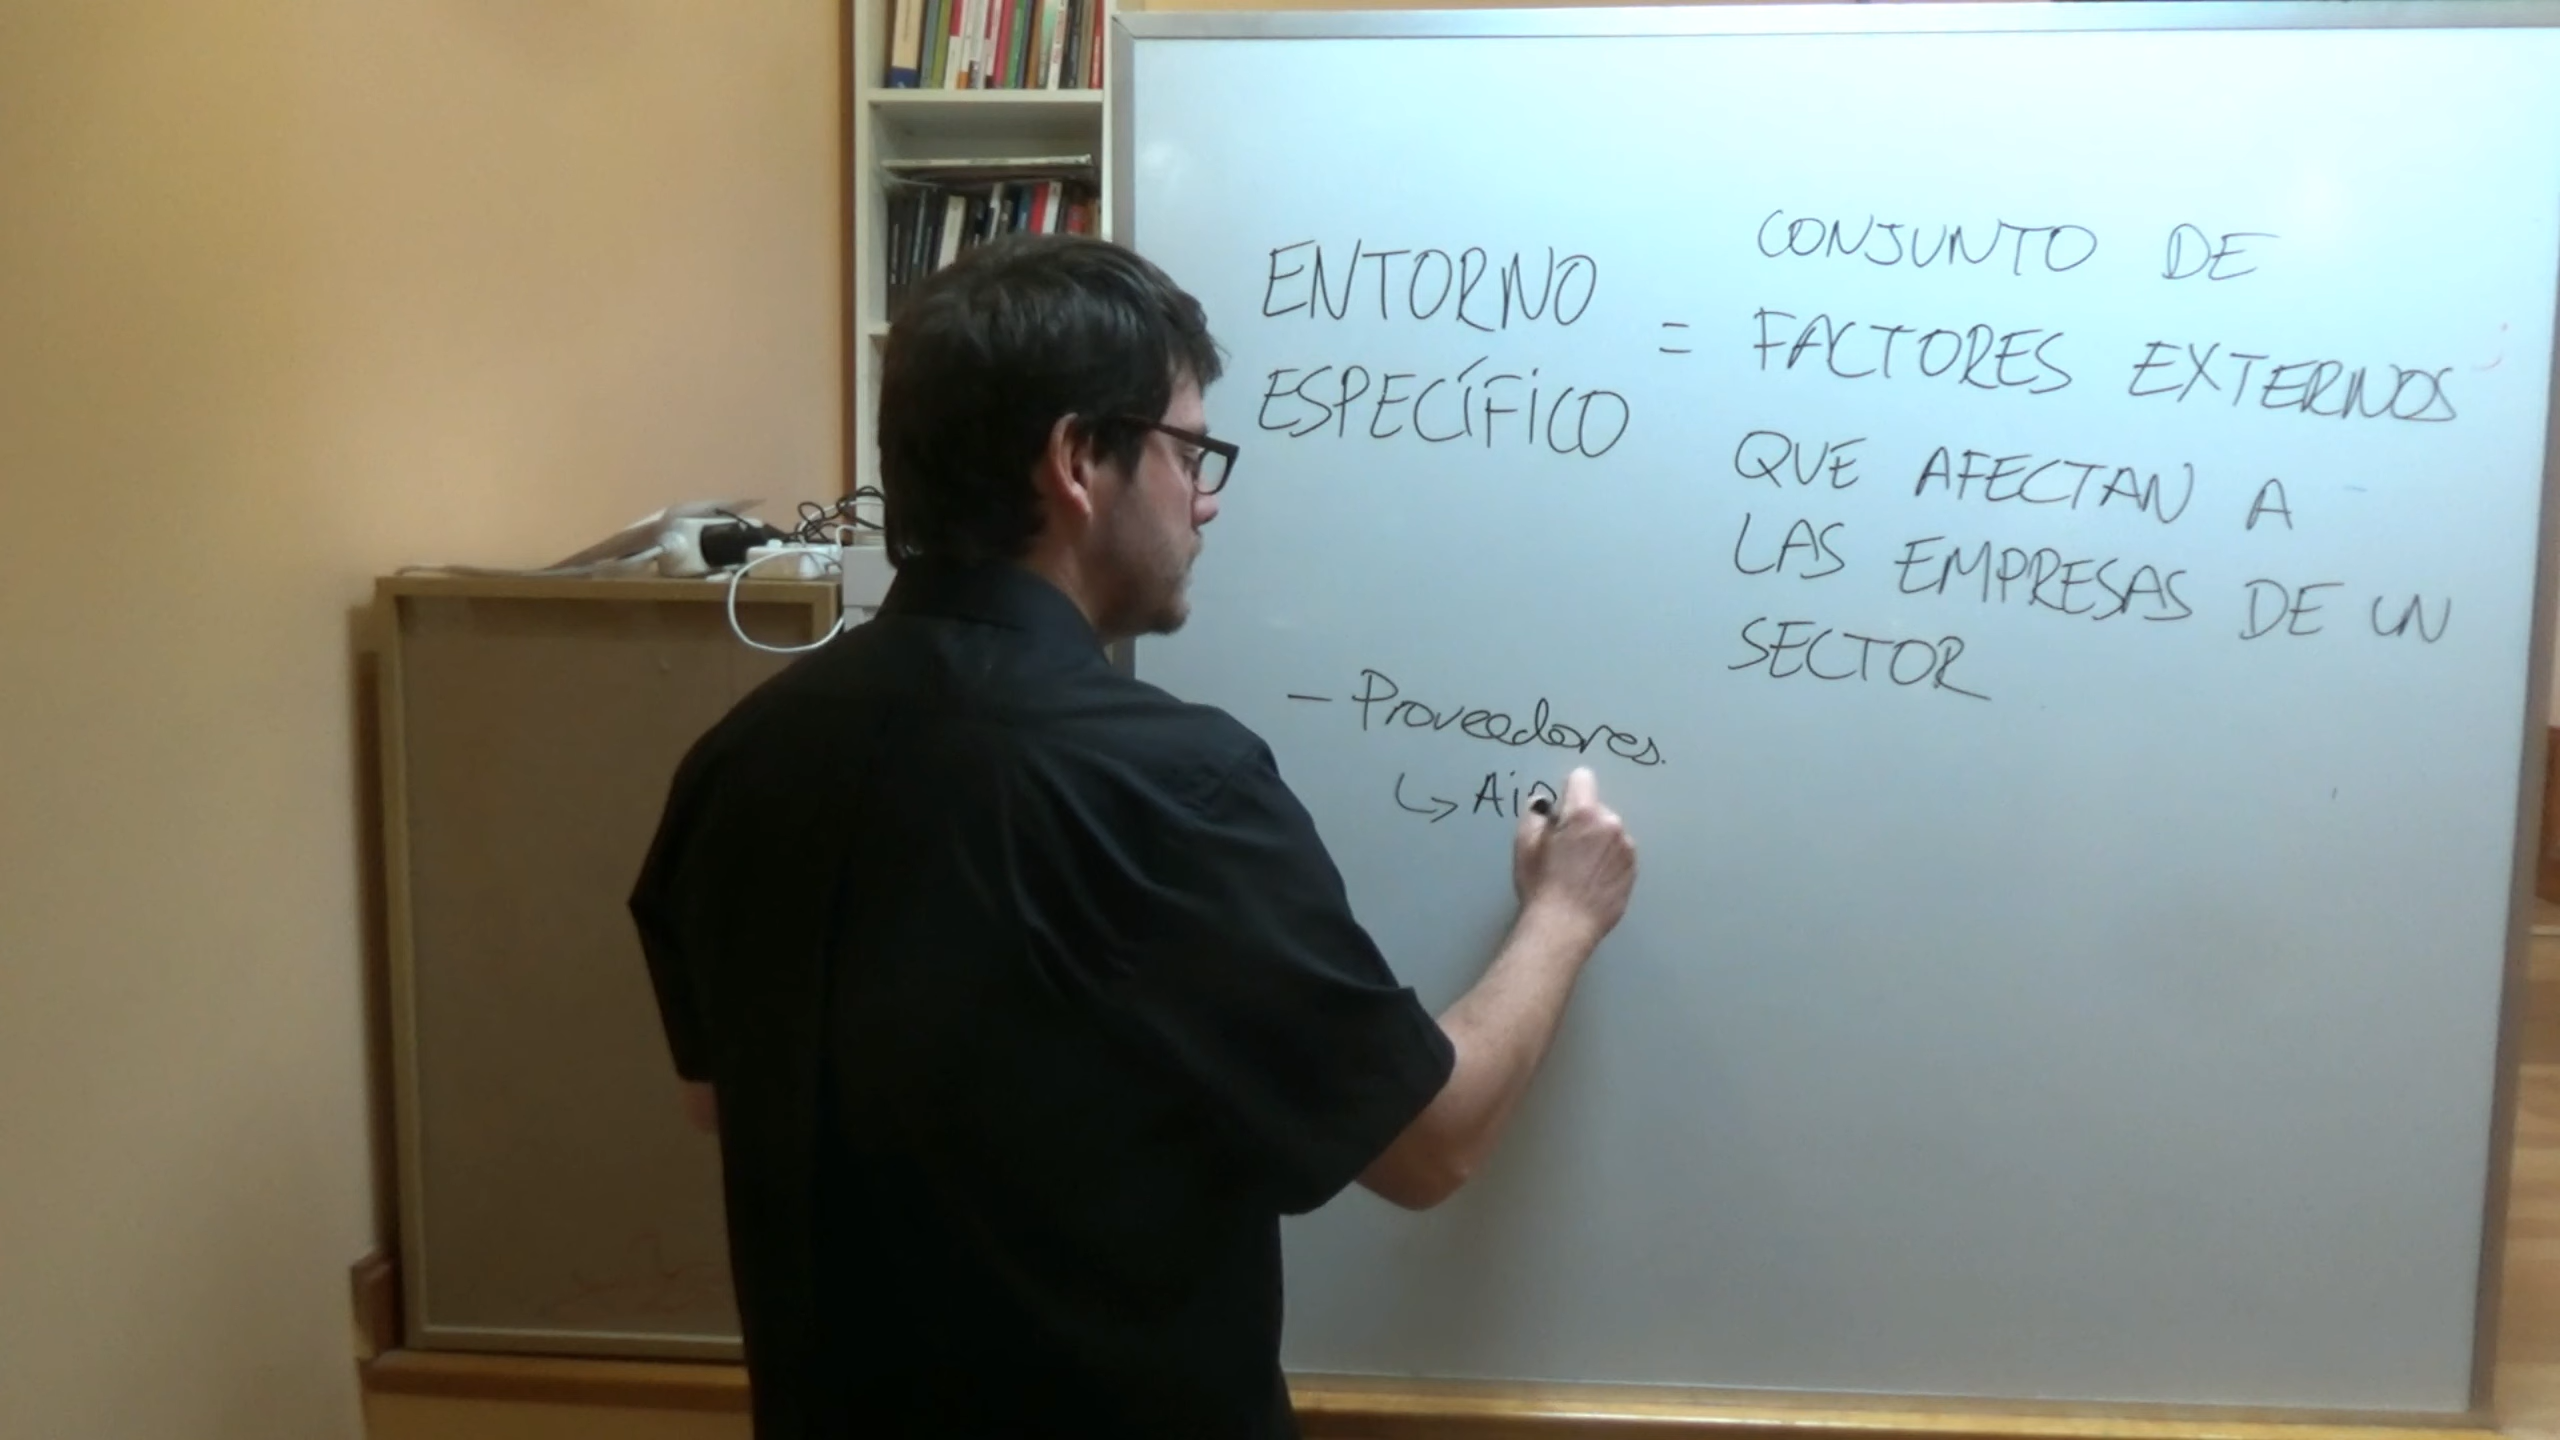 ENTORNO
ESPECÍFICO
=
CONJUNTO DE
FACTORES EXTERNOS
QUE AFECTAN A
LAS EMPRESAS DE UN
SECTOR
- Proveedores.